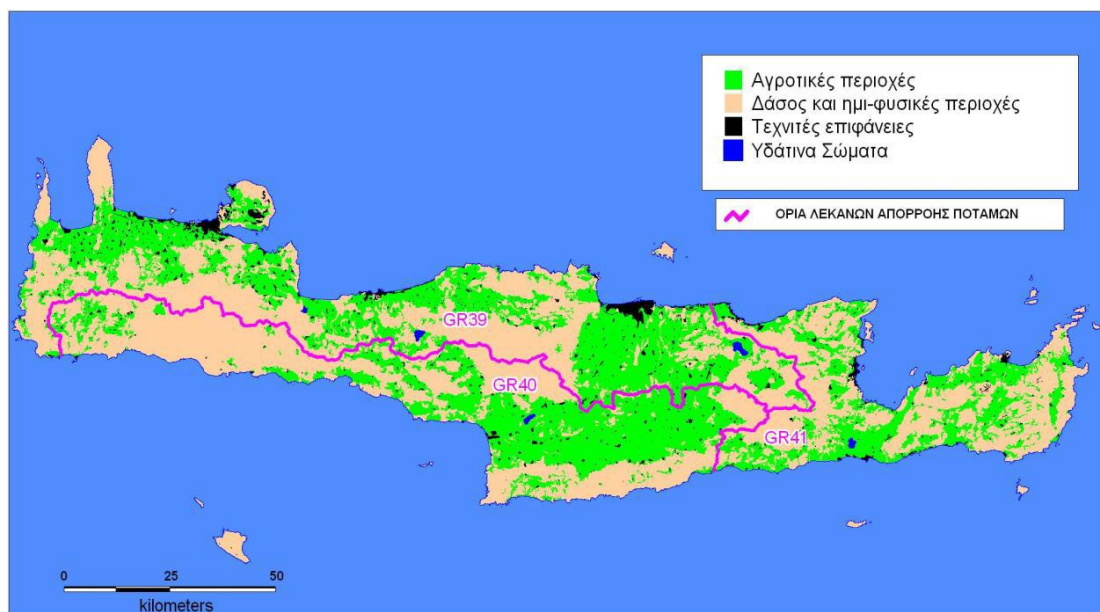 Αγροτικές περιοχές
Δάσος και ημι-φυσικές περιοχές
Τεχνιτές επιφάνειες
Υδάτινα Σώματα
ΟΡΙΑ ΛΕΚΑΝΩΝ ΑΠΟΡΡΟΗΣ ΠΟΤΑΜΩΝ
GR39
GR40
GR41
0 25 50
kilometers